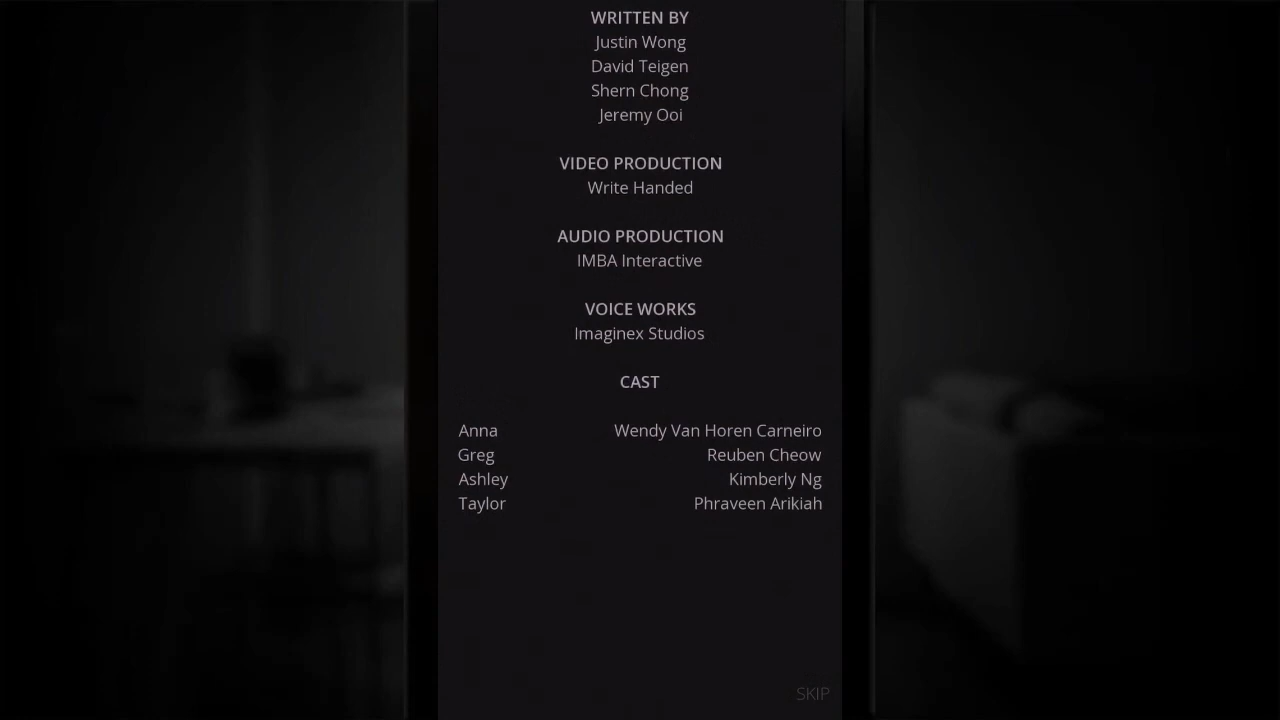 WRITTEN BY
Justin Wong
David Teigen
Shern Chong
Jeremy Ooi
VIDEO PRODUCTION
Write Handed
AUDIO PRODUCTION
IMBA Interactive
VOICE WORKS
Imaginex Studios
CAST
Anna Wendy Van Horen Carneiro
Greg Reuben Cheow
Ashley Kimberly Ng
Taylor Phraveen Arikiah
SKIP